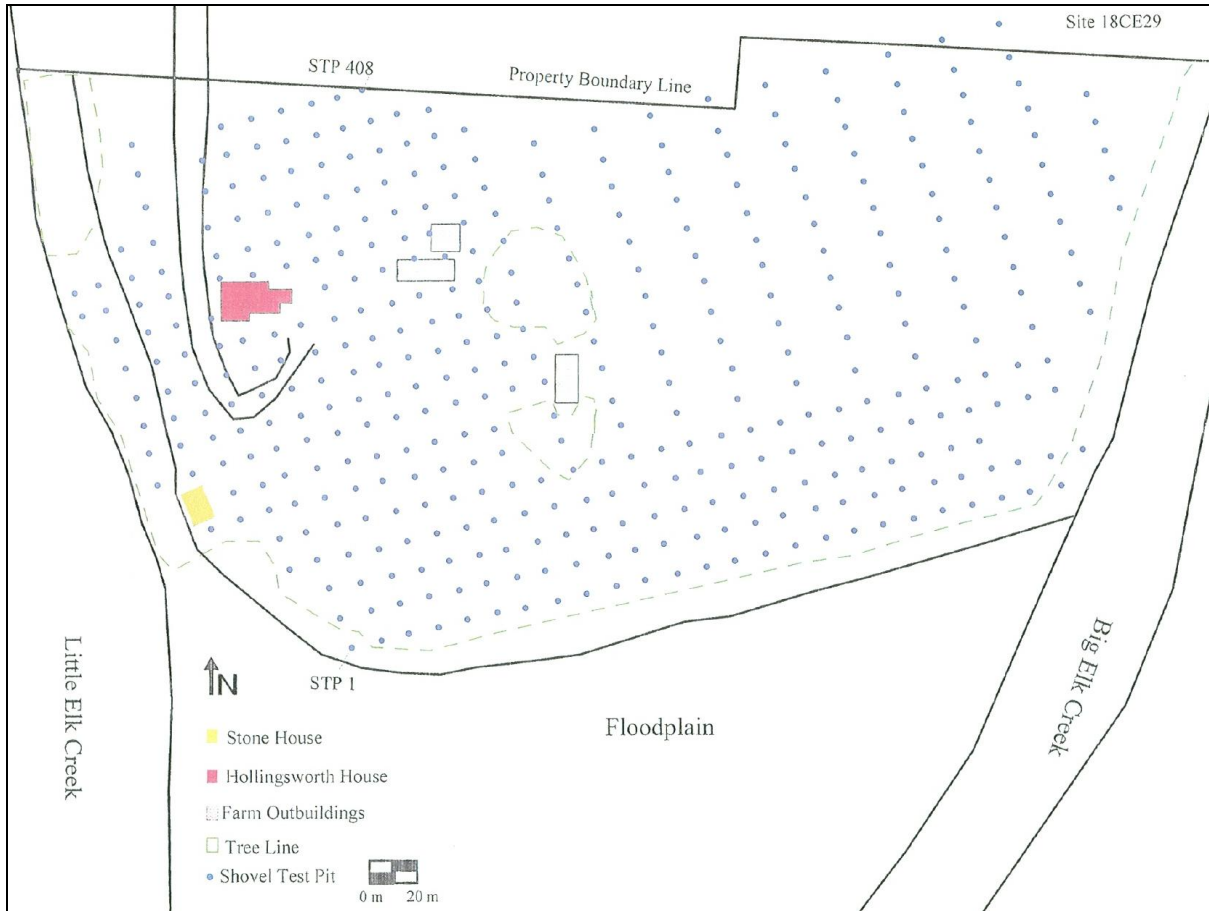 Site 18CE29
STP 408
Property Boundary Line
Little Elk Creek
Big Elk Creek
STP 1
N
Floodplain
Stone House
Hollingsworth House
Farm Outbuildings
Tree Line
Shovel Test Pit
0 m 20 m